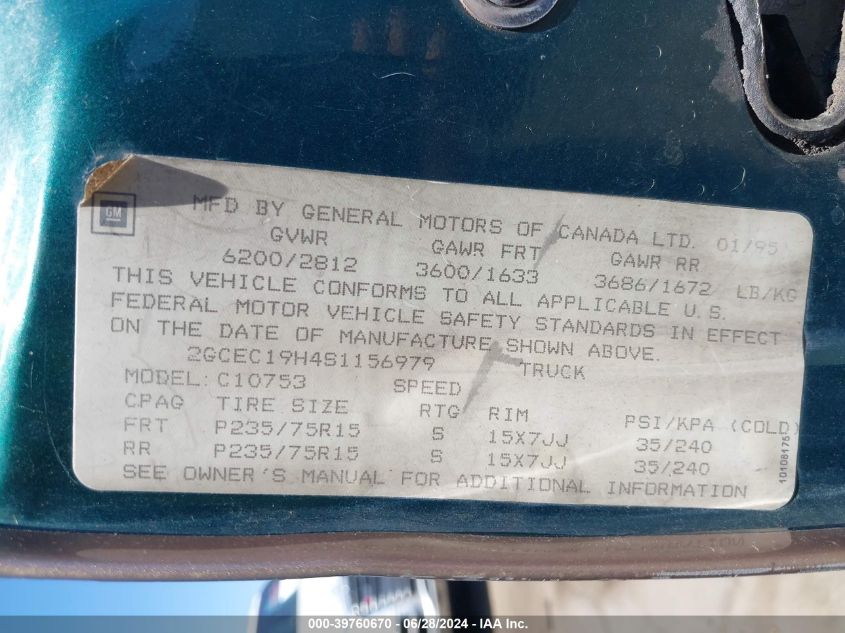 GM
MFD BY GENERAL MOTORS OF CANADA LTD. 01/95
GVWR GAWR FRT GAWR RR
6200/2812 3600/1633 3686/1672 LB/KG
THIS VEHICLE CONFORMS TO ALL APPLICABLE U.S.
FEDERAL MOTOR VEHICLE SAFETY STANDARDS IN EFFECT
ON THE DATE OF MANUFACTURE SHOWN ABOVE.
2GCEC19H4S1156979 TRUCK
MODEL: C10753 SPEED
CPAG TIRE SIZE RTG RIM PSI/KPA (COLD)
FRT P235/75R15 S 15X7JJ 35/240
RR P235/75R15 S 15X7JJ 35/240
SEE OWNER'S MANUAL FOR ADDITIONAL INFORMATION
10108175
000-39760670 - 06/28/2024 - IAAI.COM - Copyright IAA, Inc.